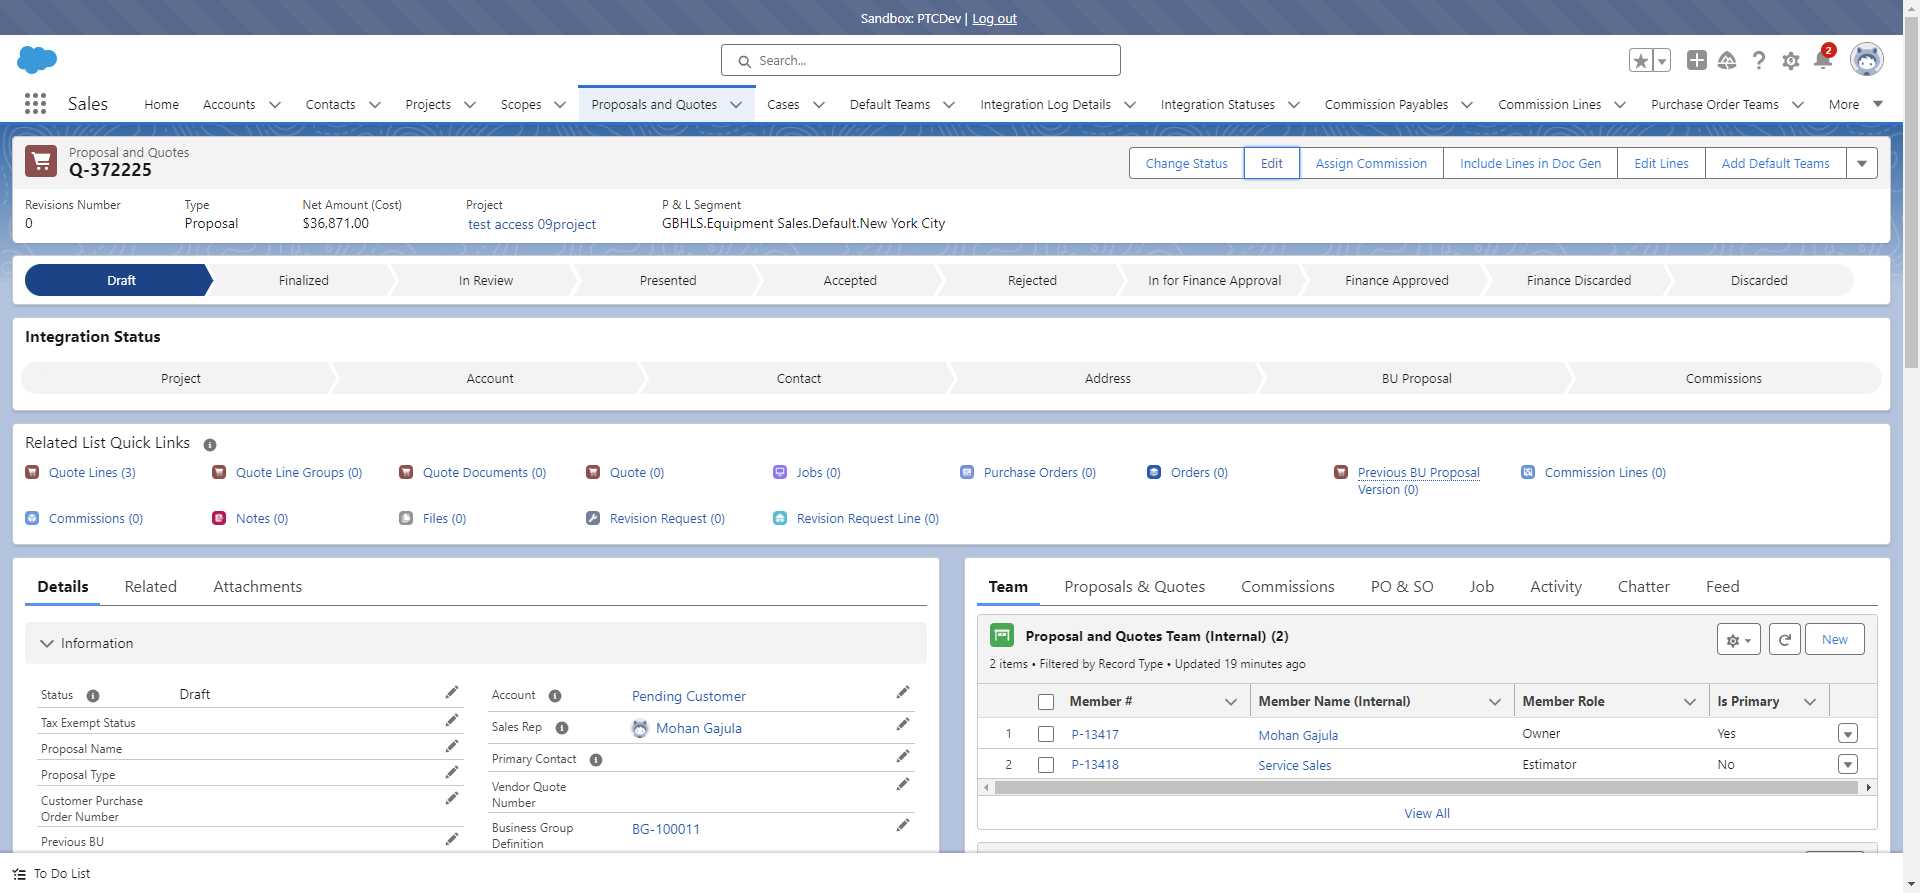 Sandbox: PTCDev | Log out
Search...
2
Sales Home Accounts Contacts Projects Scopes Proposals and Quotes Cases Default Teams Integration Log Details Integration Statuses Commission Payables Commission Lines Purchase Order Teams More
Proposal and Quotes
Q-372225
Change Status Edit Assign Commission Include Lines in Doc Gen Edit Lines Add Default Teams
Revisions Number Type Net Amount (Cost) Project P & L Segment
0 Proposal $36,871.00 test access 09project GBHLS.Equipment Sales.Default.New York City
Draft Finalized In Review Presented Accepted Rejected In for Finance Approval Finance Approved Finance Discarded Discarded
Integration Status
Project Account Contact Address BU Proposal Commissions
Related List Quick Links
Quote Lines (3) Quote Line Groups (0) Quote Documents (0) Quote (0) Jobs (0) Purchase Orders (0) Orders (0) Previous BU Proposal Commission Lines (0)
Version (0)
Commissions (0) Notes (0) Files (0) Revision Request (0) Revision Request Line (0)
Details Related Attachments
Information
Status Draft
Tax Exempt Status
Proposal Name
Proposal Type
Customer Purchase
Order Number
Previous BU
Account Pending Customer
Sales Rep Mohan Gajula
Primary Contact
Vendor Quote
Number
Business Group BG-100011
Definition
Team Proposals & Quotes Commissions PO & SO Job Activity Chatter Feed
Proposal and Quotes Team (Internal) (2)
New
2 items • Filtered by Record Type • Updated 19 minutes ago
Member # Member Name (Internal) Member Role Is Primary
1 P-13417 Mohan Gajula Owner Yes
2 P-13418 Service Sales Estimator No
View All
To Do List